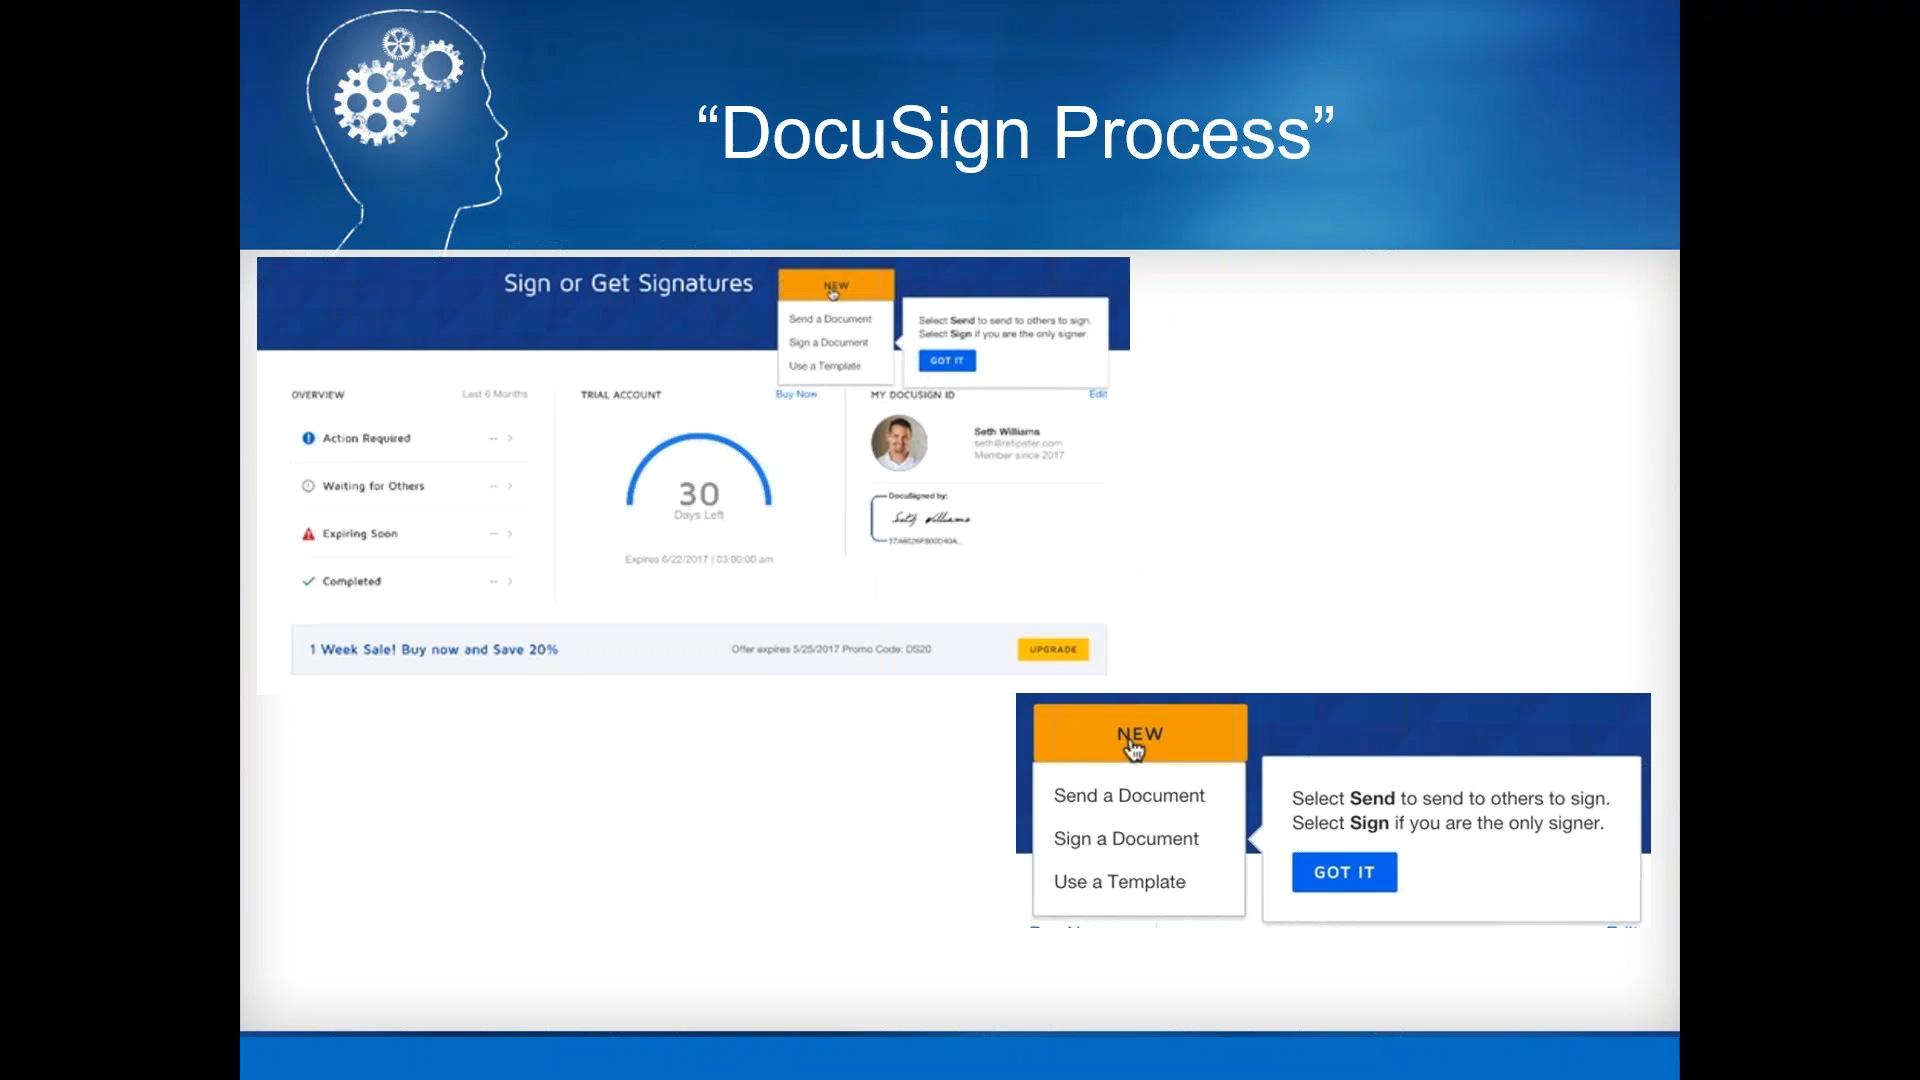 “DocuSign Process”
Sign or Get Signatures
NEW
Send a Document
Sign a Document
Use a Template
Select Send to send to others to sign.
Select Sign if you are the only signer.
GOT IT
OVERVIEW
Last 6 Months
Action Required
--
Waiting for Others
--
Expiring Soon
--
Completed
--
TRIAL ACCOUNT
Buy Now
30
Days Left
Expires 6/22/2017 | 03:00:00 am
MY DOCUSIGN ID
Edit
Seth Williams
seth@retipster.com
Member since 2017
DocuSigned by:
Seth Williams
1 Week Sale! Buy now and Save 20%
Offer expires 5/25/2017 Promo Code: DS20
UPGRADE
NEW
Send a Document
Sign a Document
Use a Template
Select Send to send to others to sign.
Select Sign if you are the only signer.
GOT IT